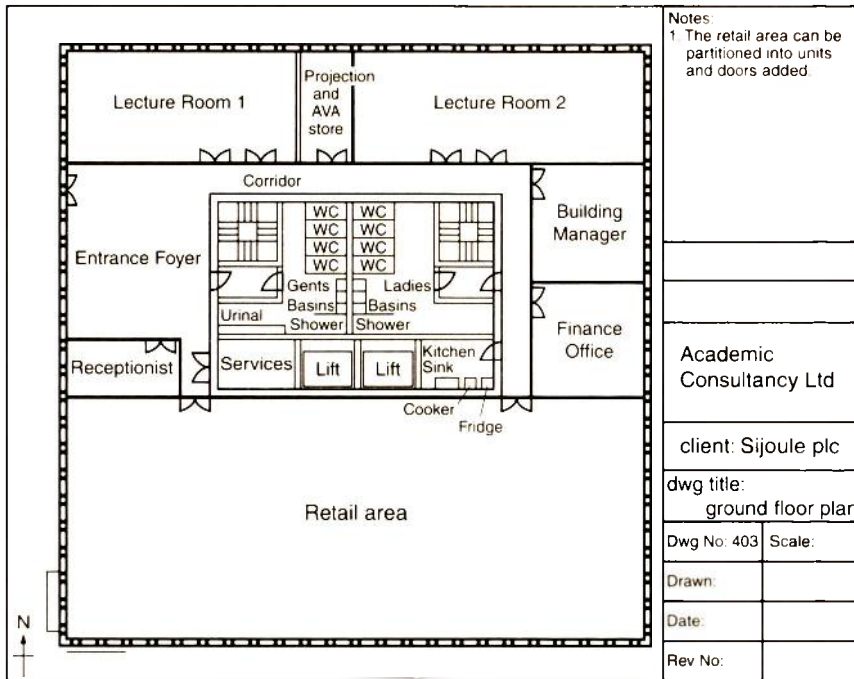 Notes:
1. The retail area can be
partitioned into units
and doors added.
Lecture Room 1
Projection
and
AVA
store
Lecture Room 2
Corridor
Entrance Foyer
WC WC
WC WC
WC WC
WC WC
Gents Ladies
Basins Basins
Urinal
Shower Shower
Building
Manager
Finance
Office
Receptionist
Services
Lift
Lift
Kitchen
Sink
Cooker
Fridge
Retail area
N
Academic
Consultancy Ltd
client: Sijoule plc
dwg title:
ground floor plan
Dwg No: 403 Scale:
Drawn:
Date:
Rev No: